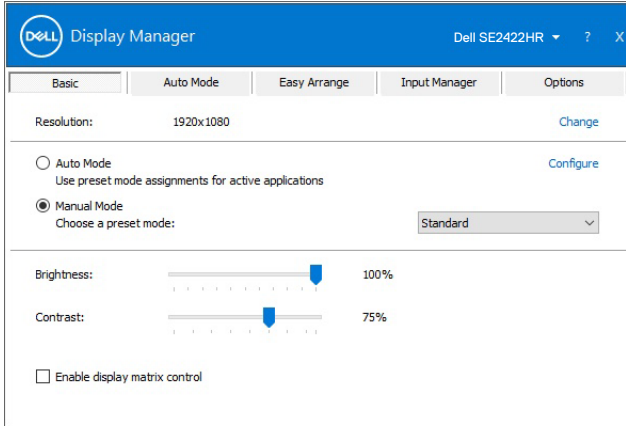 DELL Display Manager Dell SE2422HR ? X
Basic Auto Mode Easy Arrange Input Manager Options
Resolution: 1920x1080 Change
Auto Mode Configure
Use preset mode assignments for active applications
Manual Mode
Choose a preset mode: Standard
Brightness: 100%
Contrast: 75%
Enable display matrix control